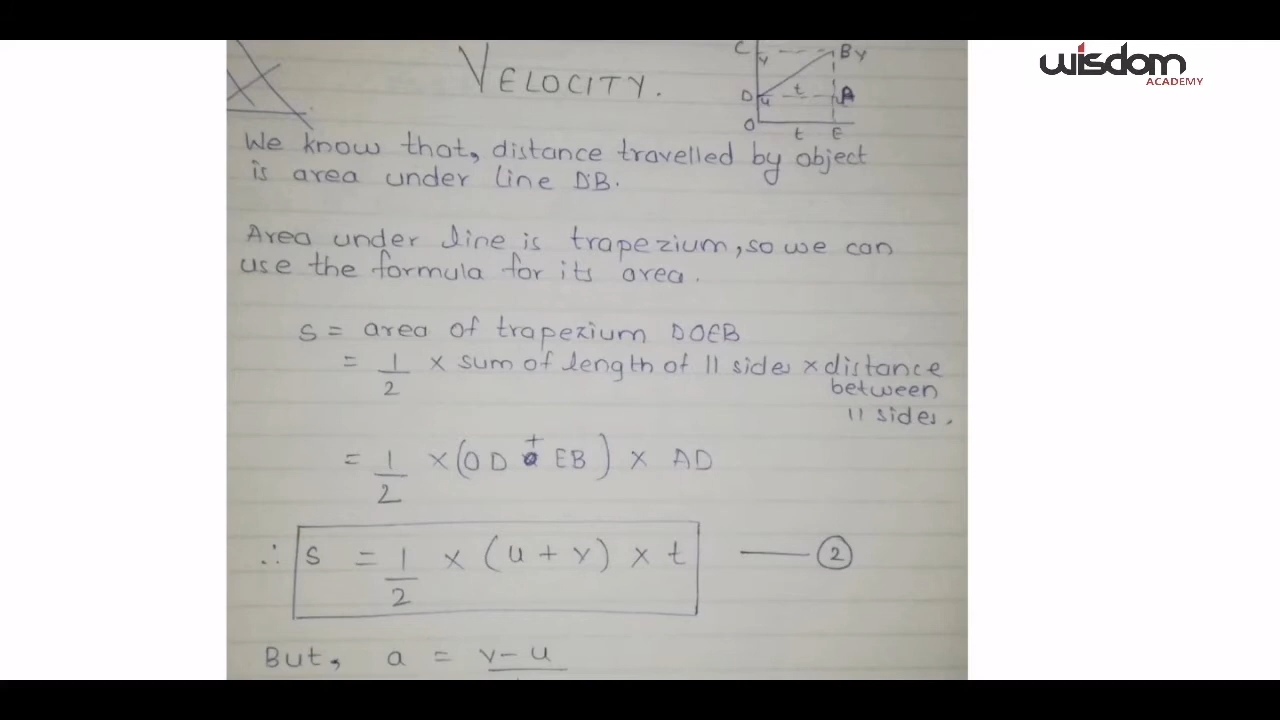 wisdom
ACADEMY
VELOCITY.
C
v
B v
D
u
t
A
O
t
E
We know that, distance travelled by object
is area under line DB.
Area under line is trapezium, so we can
use the formula for its area.
S = area of trapezium DOEB
= 1/2 × sum of length of || sides × distance
between
|| sides.
= 1/2 × (OD + EB) × AD
∴ S = 1/2 × (u + v) × t —— ②
But, a = v - u